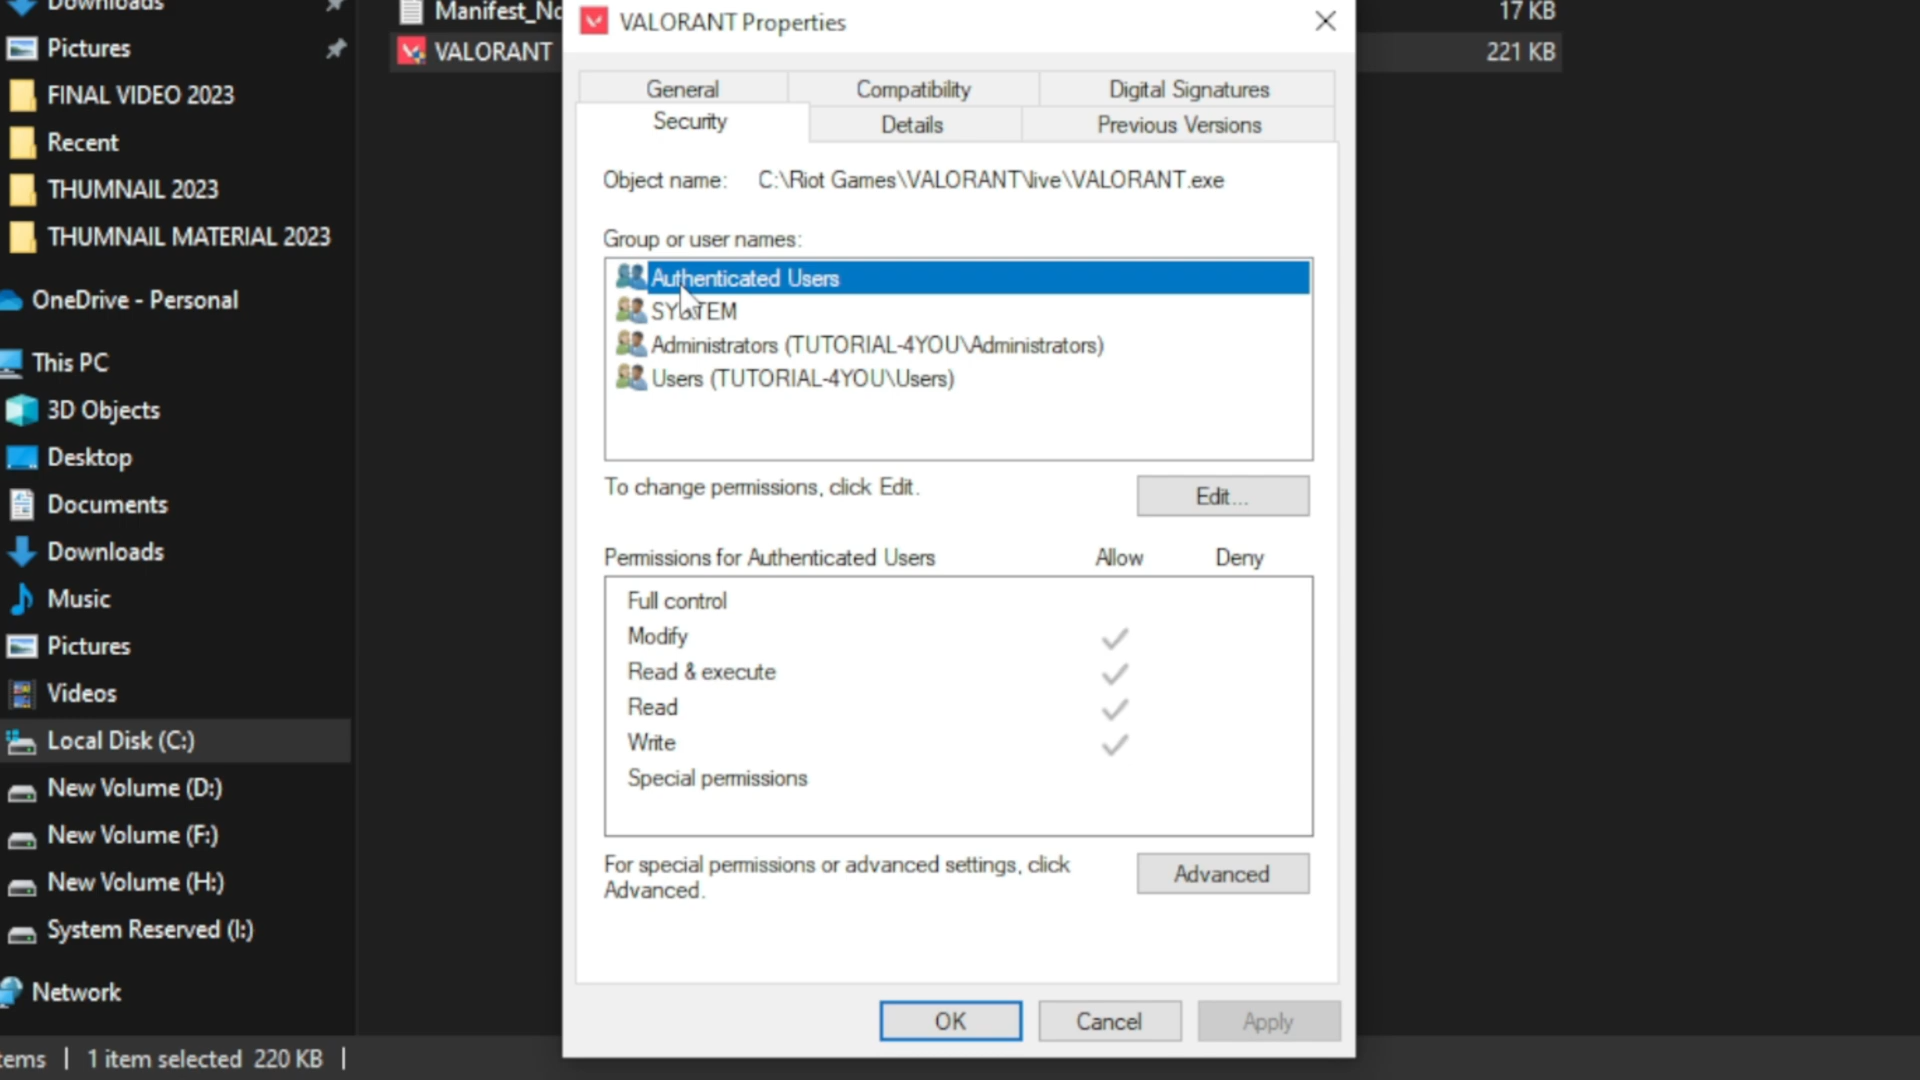 Downloads
Pictures
FINAL VIDEO 2023
Recent
THUMNAIL 2023
THUMNAIL MATERIAL 2023
OneDrive - Personal
This PC
3D Objects
Desktop
Documents
Downloads
Music
Pictures
Videos
Local Disk (C:)
New Volume (D:)
New Volume (F:)
New Volume (H:)
System Reserved (I:)
Network
1 item selected 220 KB
17 KB
VALORANT
221 KB
VALORANT Properties
General
Compatibility
Digital Signatures
Security
Details
Previous Versions
Object name: C:\Riot Games\VALORANT\live\VALORANT.exe
Group or user names:
Authenticated Users
SYSTEM
Administrators (TUTORIAL-4YOU\Administrators)
Users (TUTORIAL-4YOU\Users)
To change permissions, click Edit.
Edit...
Permissions for Authenticated Users
Allow
Deny
Full control
Modify
Read & execute
Read
Write
Special permissions
For special permissions or advanced settings, click
Advanced.
Advanced
OK
Cancel
Apply